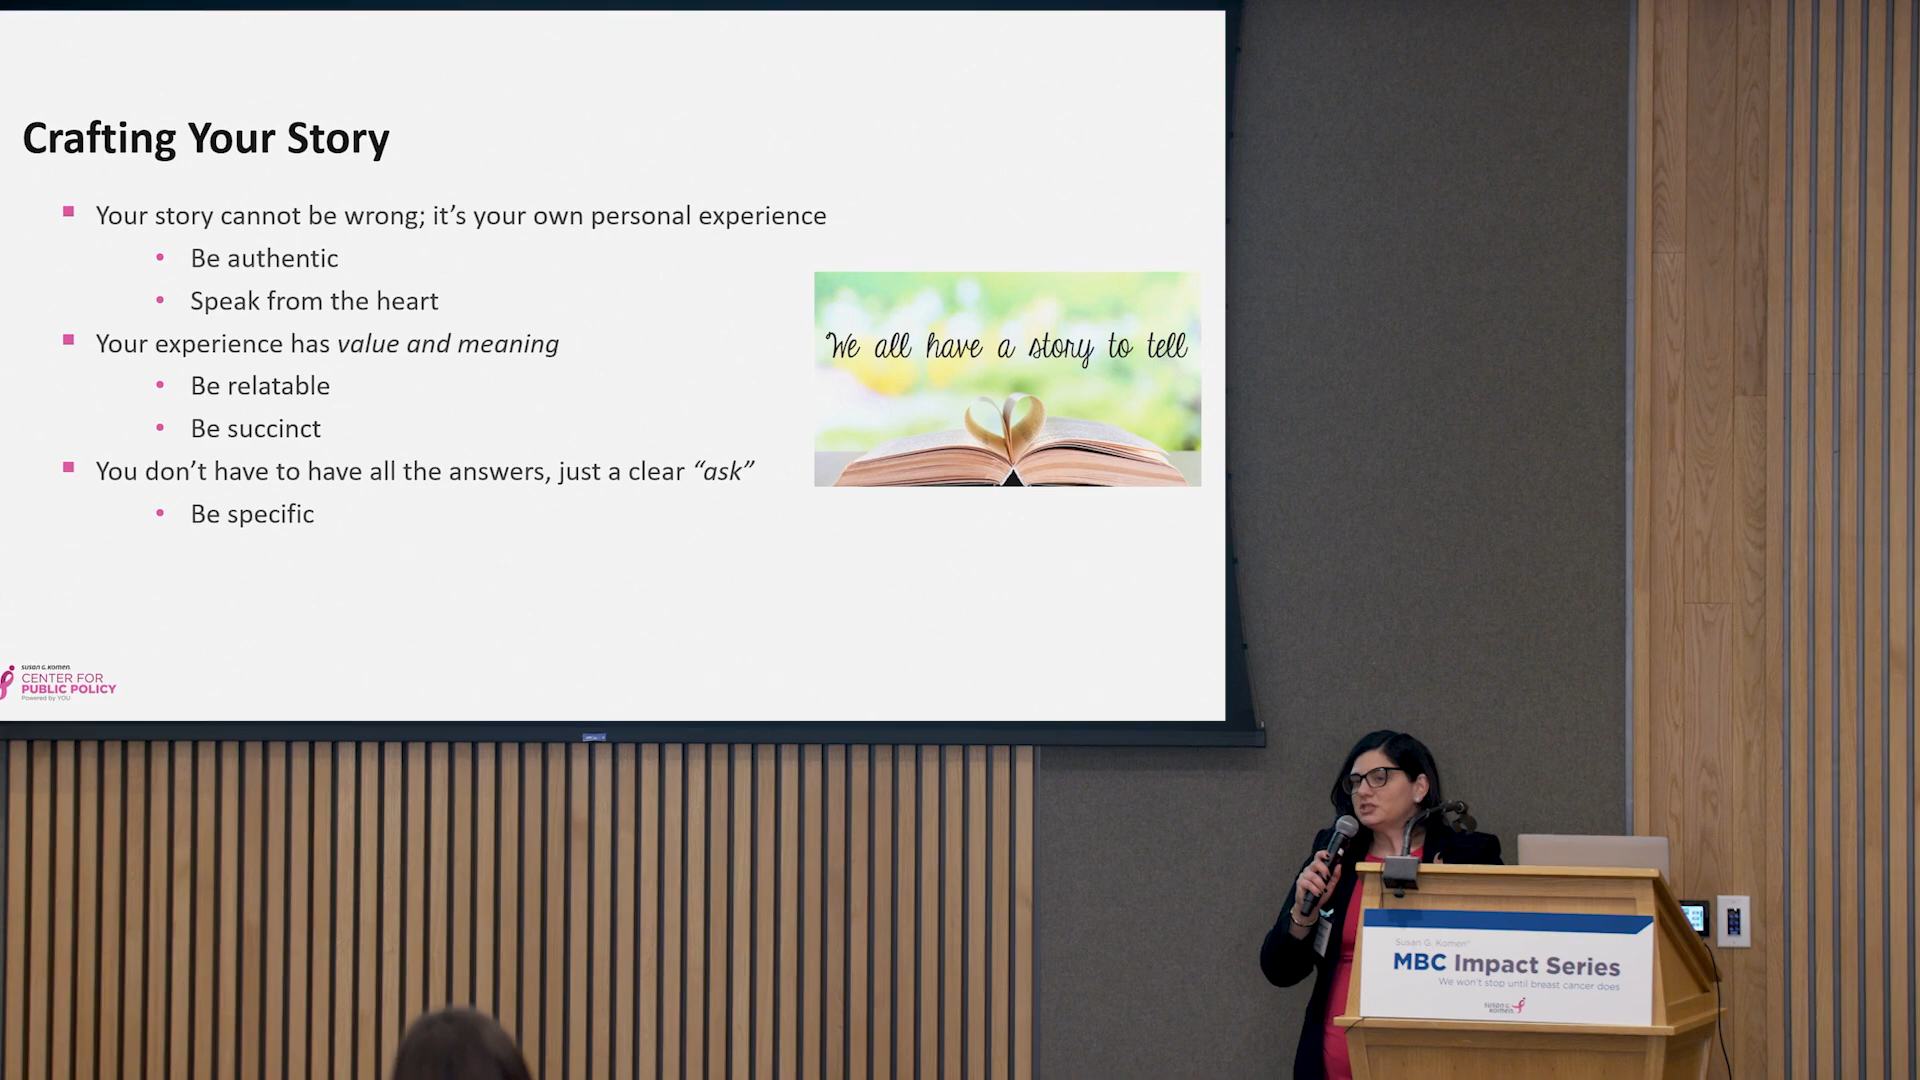 Crafting Your Story
Your story cannot be wrong; it’s your own personal experience
Be authentic
Speak from the heart
Your experience has value and meaning
Be relatable
Be succinct
You don’t have to have all the answers, just a clear “ask”
Be specific
We all have a story to tell
susan g. komen
CENTER FOR
PUBLIC POLICY
Powered by YOU
Susan G. Komen®
MBC Impact Series
We won't stop until breast cancer does
susan g.
komen